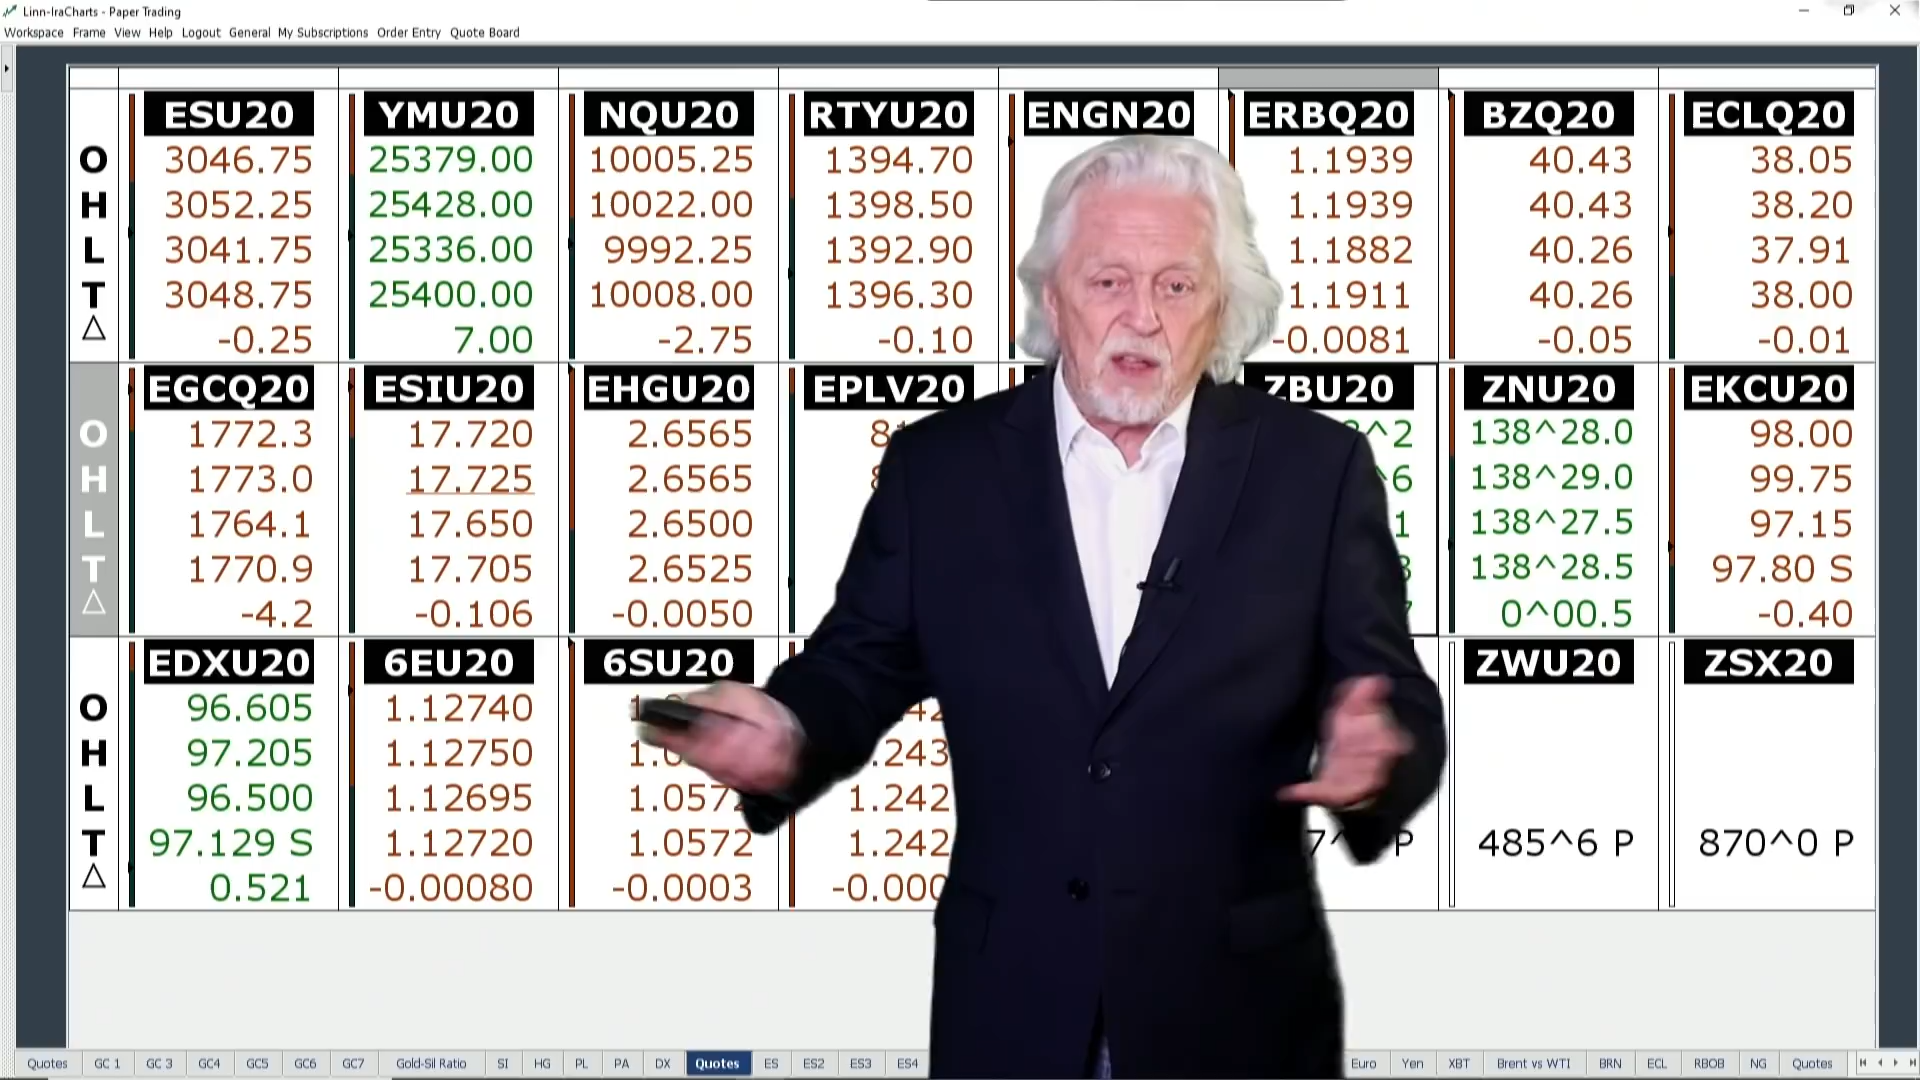 Linn-IraCharts - Paper Trading
Workspace Frame View Help Logout General My Subscriptions Order Entry Quote Board
ESU20 YMU20 NQU20 RTYU20 ENGN20 ERBQ20 BZQ20 ECLQ20
O 3046.75 25379.00 10005.25 1394.70 1.1939 40.43 38.05
H 3052.25 25428.00 10022.00 1398.50 1.1939 40.43 38.20
L 3041.75 25336.00 9992.25 1392.90 1.1882 40.26 37.91
T 3048.75 25400.00 10008.00 1396.30 1.1911 40.26 38.00
△ -0.25 7.00 -2.75 -0.10 -0.0081 -0.05 -0.01
EGCQ20 ESIU20 EHGU20 EPLV20 ZBU20 ZNU20 EKCU20
O 1772.3 17.720 2.6565 138^28.0 98.00
H 1773.0 17.725 2.6565 138^29.0 99.75
L 1764.1 17.650 2.6500 138^27.5 97.15
T 1770.9 17.705 2.6525 138^28.5 97.80 S
△ -4.2 -0.106 -0.0050 0^00.5 -0.40
EDXU20 6EU20 6SU20 ZWU20 ZSX20
O 96.605 1.12740
H 97.205 1.12750
L 96.500 1.12695 1.242
T 97.129 S 1.12720 1.0572 1.242 P 485^6 P 870^0 P
△ 0.521 -0.00080 -0.0003 -0.000
Quotes GC 1 GC 3 GC4 GC5 GC6 GC7 Gold-Sil Ratio SI HG PL PA DX Quotes ES ES2 ES3 ES4 Euro Yen XBT Brent vs WTI BRN ECL RBOB NG Quotes